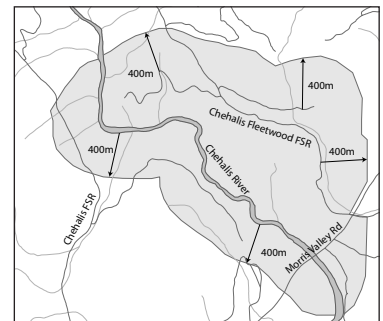 400m
400m
Chehalis Fleetwood FSR
400m
400m
Chehalis River
Chehalis FSR
Morris Valley Rd
400m